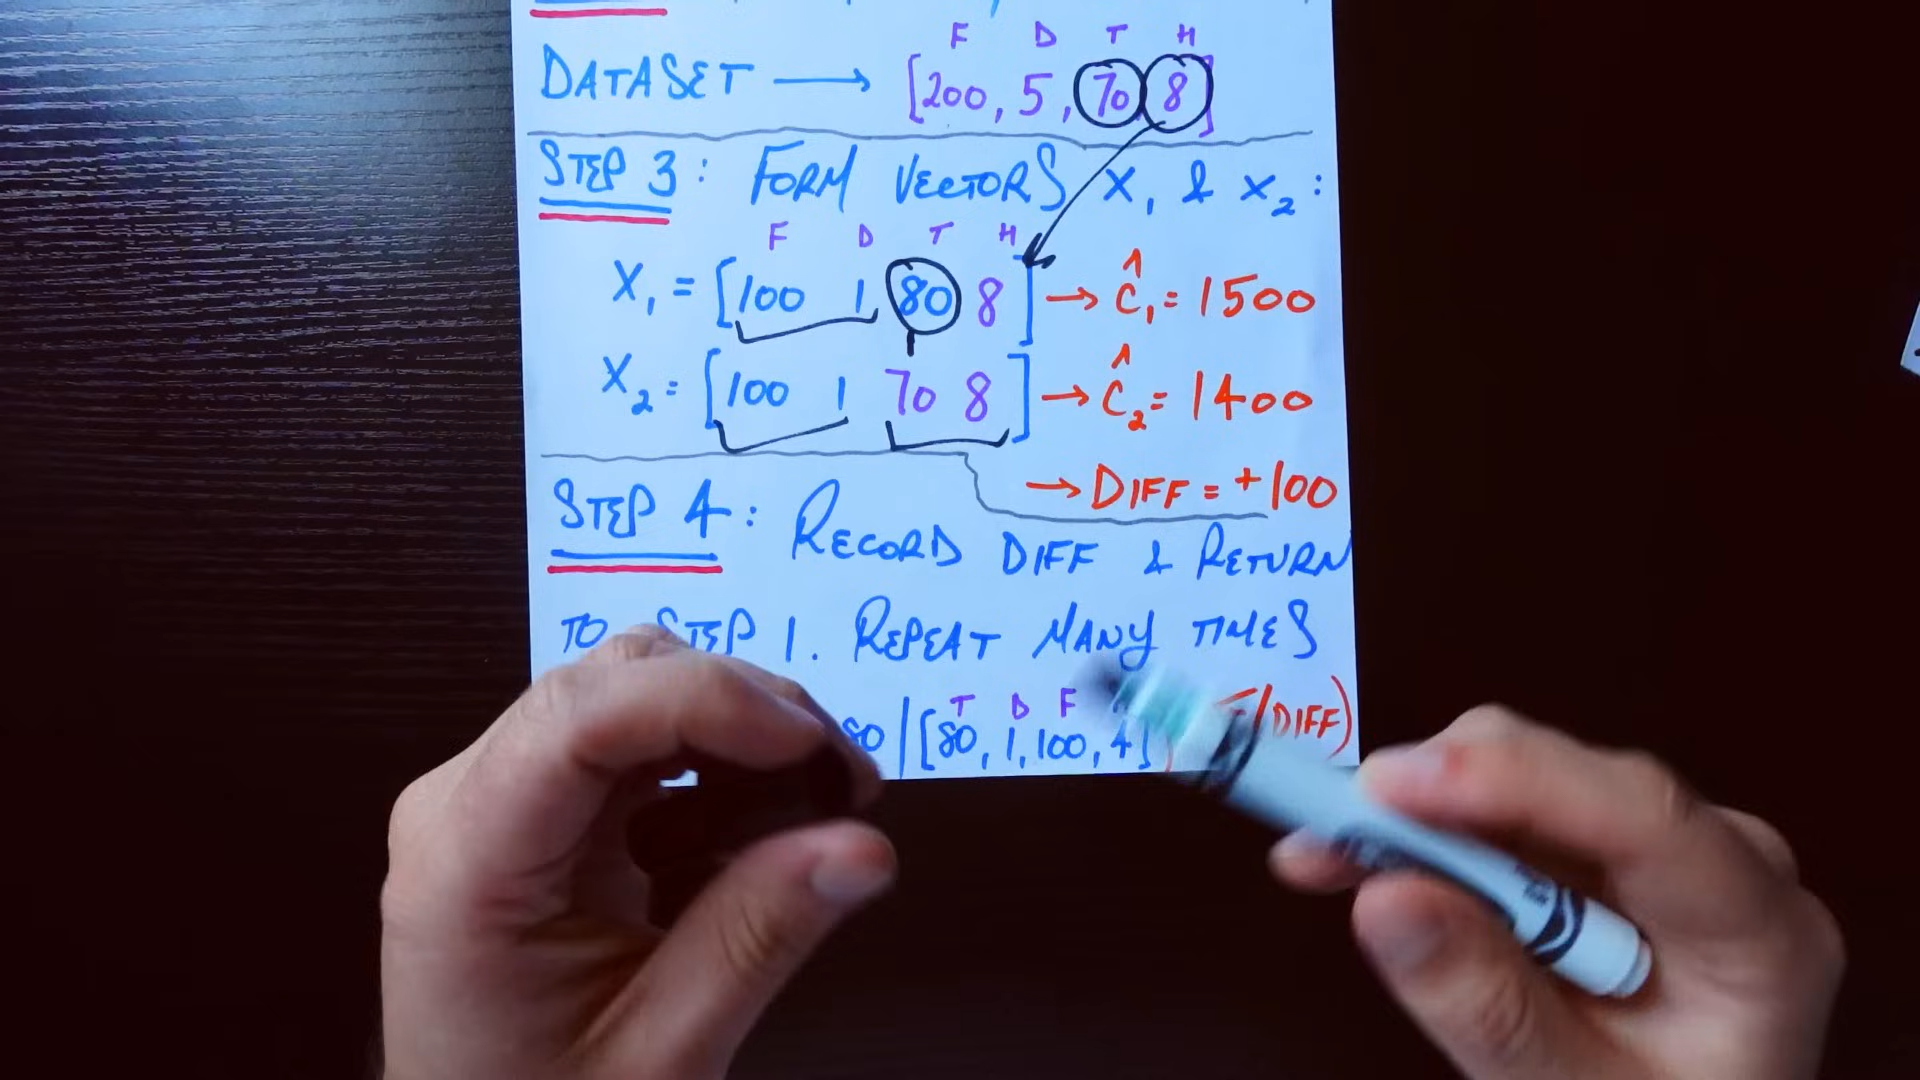 F D T H
DATASET → [200, 5, 70, 8]
STEP 3: FORM VECTORS X₁ & X₂:
F D T H
X₁ = [100 1 80 8] → Ĉ₁ = 1500
X₂ = [100 1 70 8] → Ĉ₂ = 1400
→ DIFF = +100
STEP 4: RECORD DIFF & RETURN
TO STEP 1. REPEAT MANY TIMES
T D F
80 | [80, 1, 100, 4] DIFF)